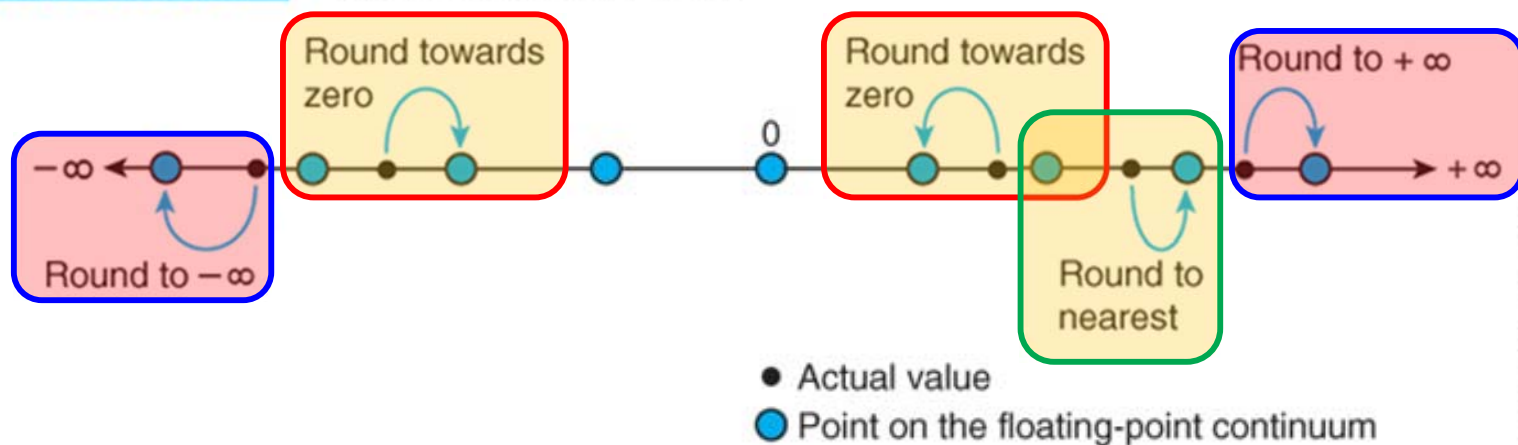 Round towards
zero
Round towards
zero
Round to + ∞
0
−∞
+∞
Round to −∞
Round to
nearest
Actual value
Point on the floating-point continuum